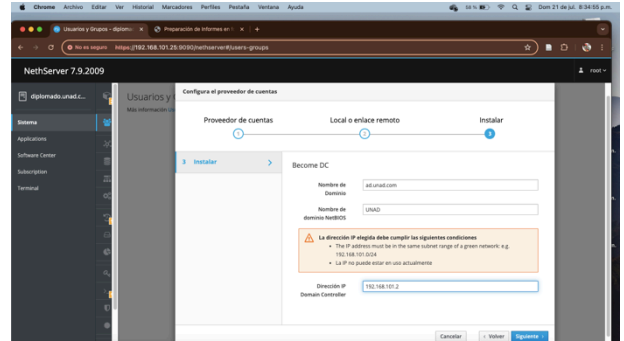 Chrome Archivo Editar Ver Historial Marcadores Perfiles Pestaña Ventana Ayuda Dom 21 de jul. 8:34:55 p.m.
Usuarios y Grupos - diplomad
Preparación de Informes en
No es seguro https://192.168.101.25:9090/nethserver#/users-groups
NethServer 7.9.2009 root
diplomado.unad.c...
Usuarios y
Más información
Configura el proveedor de cuentas
Sistema
Applications
Software Center
Subscription
Terminal
Proveedor de cuentas Local o enlace remoto Instalar
1 2 3
3 Instalar
Become DC
Nombre de Dominio ad.unad.com
Nombre de dominio NetBIOS UNAD
La dirección IP elegida debe cumplir las siguientes condiciones
The IP address must be in the same subnet range of a green network: e.g.
192.168.101.0/24
La IP no puede estar en uso actualmente
Dirección IP Domain Controller 192.168.101.2
Cancelar < Volver Siguiente >